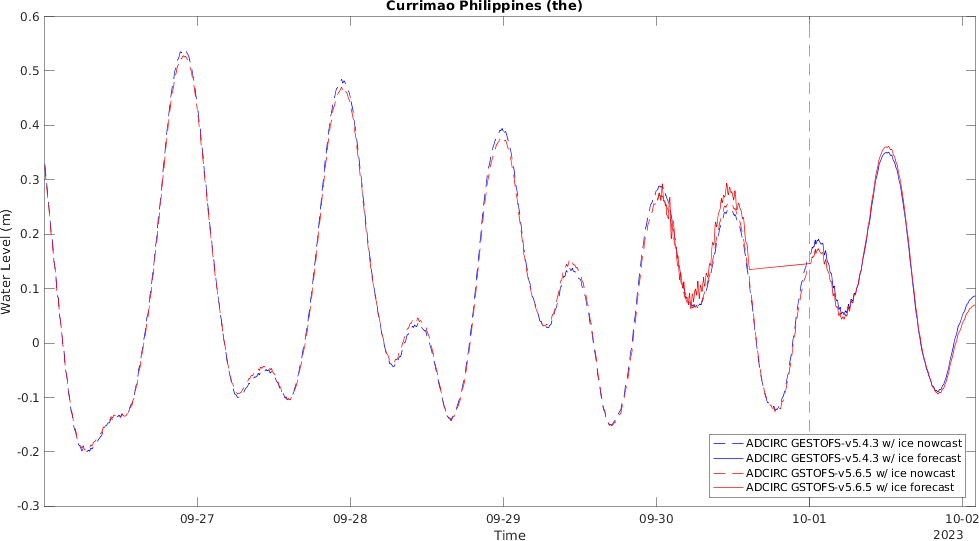 Currimao Philippines (the)
0.6
0.5
0.4
0.3
0.2
0.1
0
-0.1
-0.2
-0.3
Water Level (m)
09-27
09-28
09-29
09-30
10-01
10-02
2023
Time
ADCIRC GESTOFS-v5.4.3 w/ ice nowcast
ADCIRC GESTOFS-v5.4.3 w/ ice forecast
ADCIRC GSTOFS-v5.6.5 w/ ice nowcast
ADCIRC GSTOFS-v5.6.5 w/ ice forecast